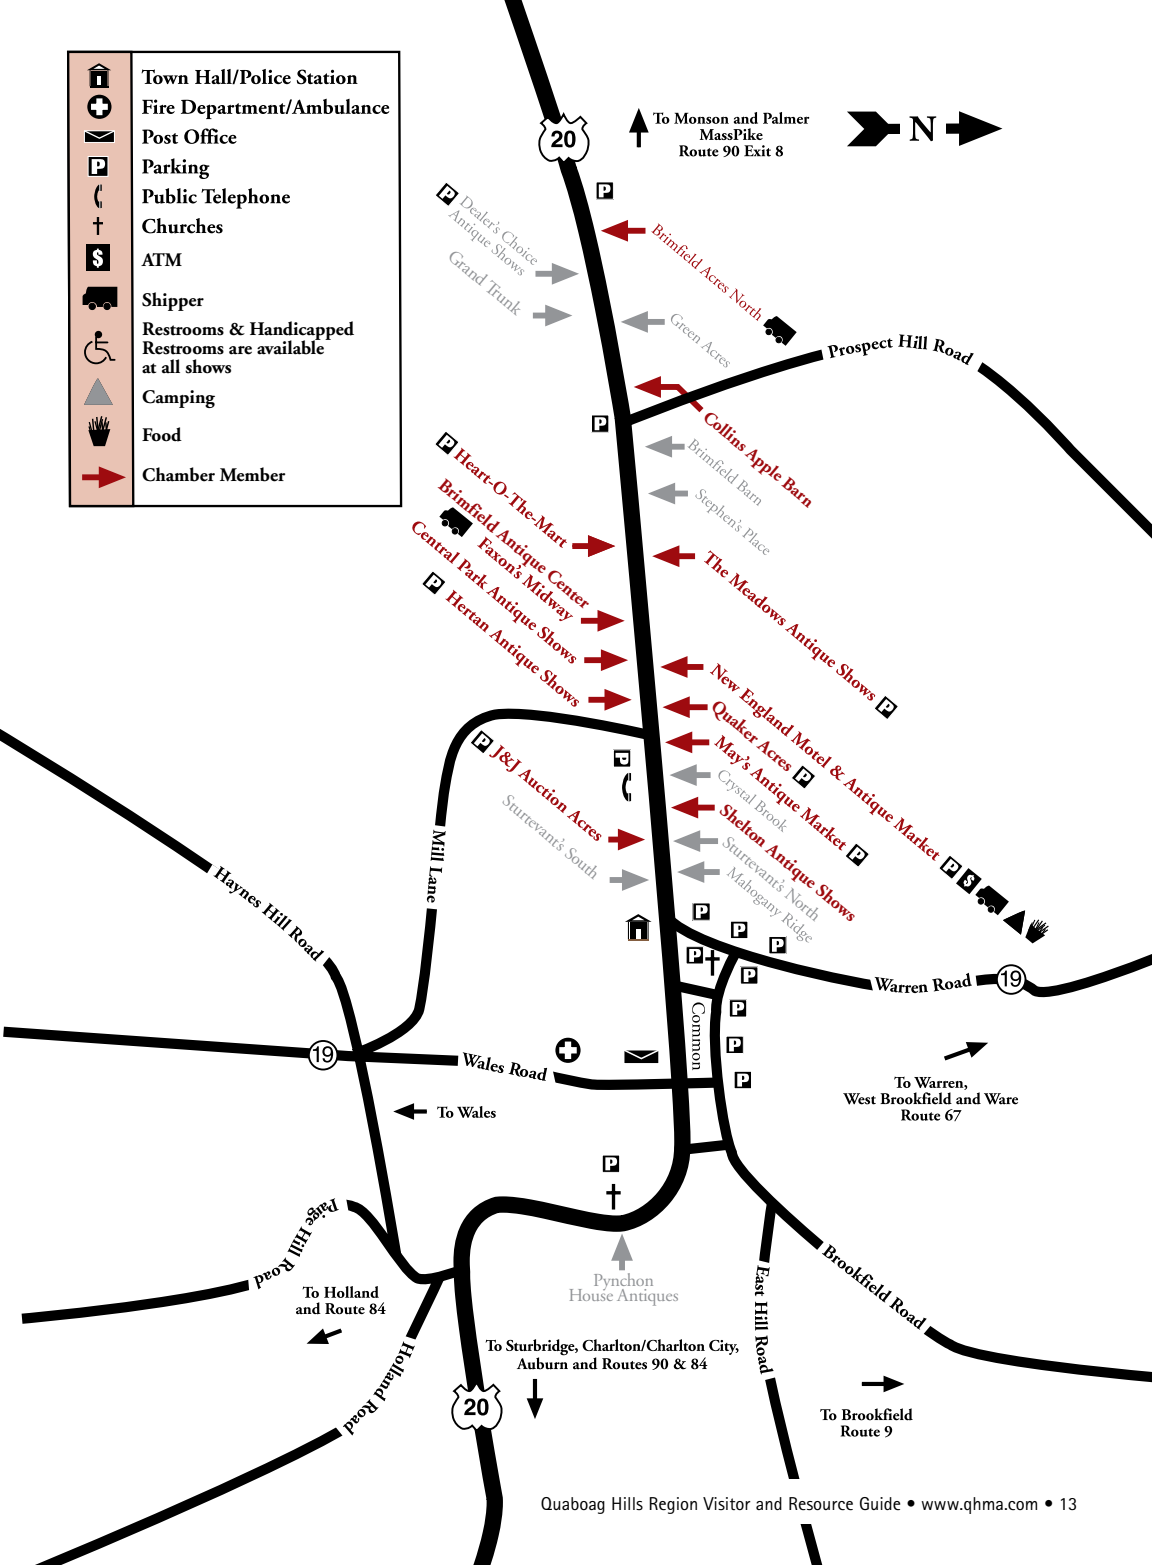 Town Hall/Police Station
Fire Department/Ambulance
Post Office
P
Parking
Public Telephone
Churches
$
ATM
Shipper
Restrooms & Handicapped
Restrooms are available
at all shows
Camping
Food
Chamber Member
20
To Monson and Palmer
MassPike
Route 90 Exit 8
N
P
P
Dealer's Choice
Antique Shows
Grand Trunk
Brimfield Acres North
Green Acres
Prospect Hill Road
P
Collins Apple Barn
Brimfield Barn
Stephen's Place
P
Heart-O-The-Mart
Brimfield Antique Center
Faxon's Midway
Central Park Antique Shows
P
Hertan Antique Shows
The Meadows Antique Shows
P
New England Motel & Antique Market
P
$
Quaker Acres
P
May's Antique Market
P
Crystal Brook
Shelton Antique Shows
Sturtevant's North
Mahogany Ridge
P
P
J&J Auction Acres
Sturtevant's South
Mill Lane
Haynes Hill Road
P
P
P
P
P
P
P
P
Warren Road
19
Common
19
Wales Road
To Wales
To Warren,
West Brookfield and Ware
Route 67
P
Paige Hill Road
To Holland
and Route 84
Holland Road
Pynchon
House Antiques
East Hill Road
Brookfield Road
To Sturbridge, Charlton/Charlton City,
Auburn and Routes 90 & 84
20
To Brookfield
Route 9
Quaboag Hills Region Visitor and Resource Guide • www.qhma.com • 13